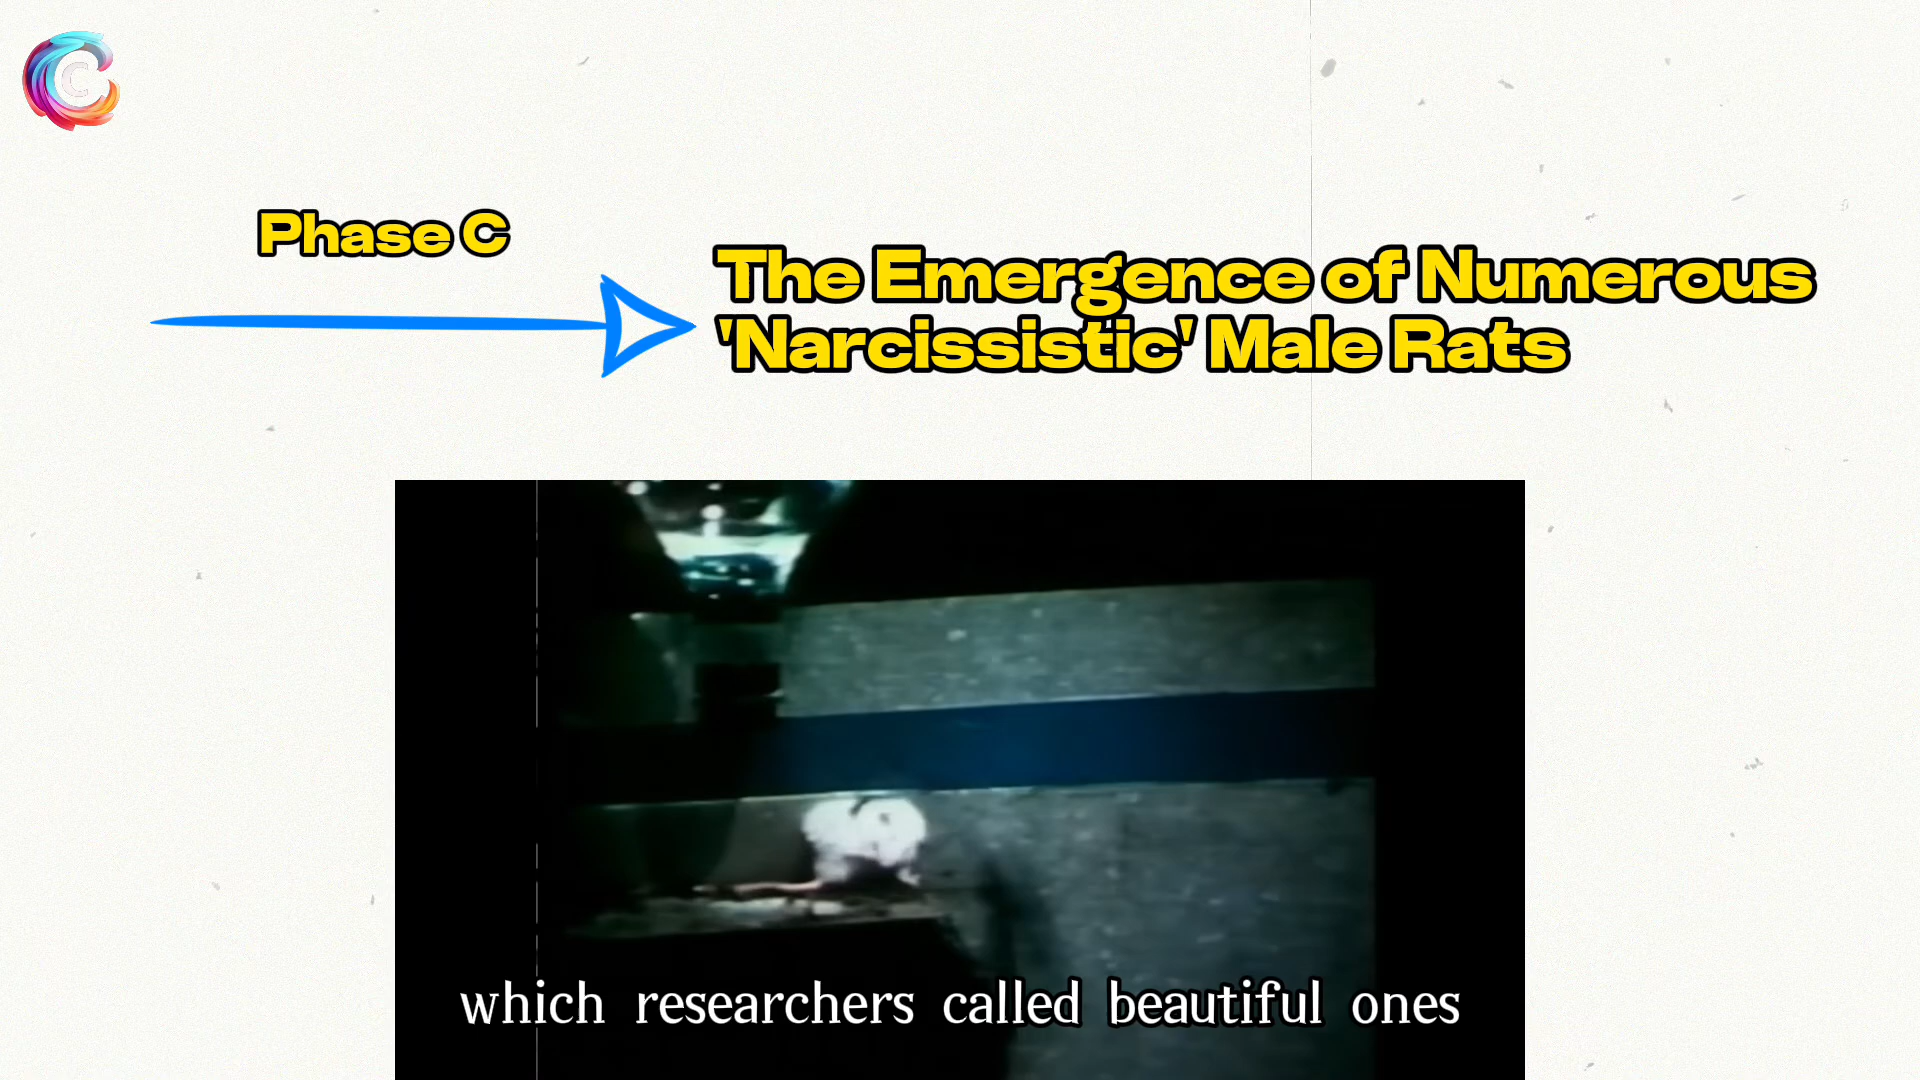 C
Phase C
The Emergence of Numerous
'Narcissistic' Male Rats
which researchers called beautiful ones